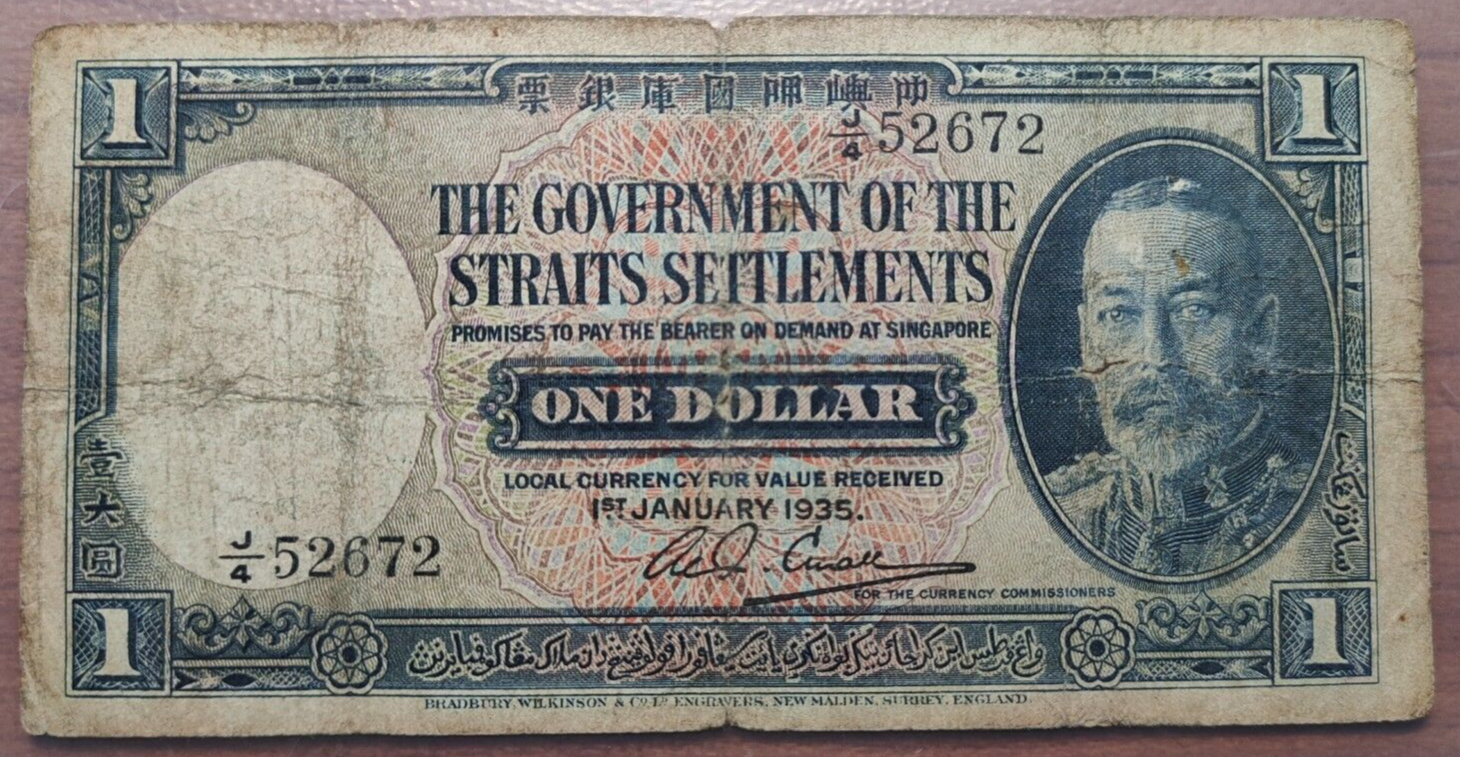 1
叻嶼呷國庫銀票
1
J/4 52672
THE GOVERNMENT OF THE
STRAITS SETTLEMENTS
PROMISES TO PAY THE BEARER ON DEMAND AT SINGAPORE
ONE DOLLAR
LOCAL CURRENCY FOR VALUE RECEIVED
1ST JANUARY 1935.
壹大圓
J/4 52672
FOR THE CURRENCY COMMISSIONERS
1
1
BRADBURY, WILKINSON & Co. Ld. ENGRAVERS, NEW MALDEN, SURREY, ENGLAND.